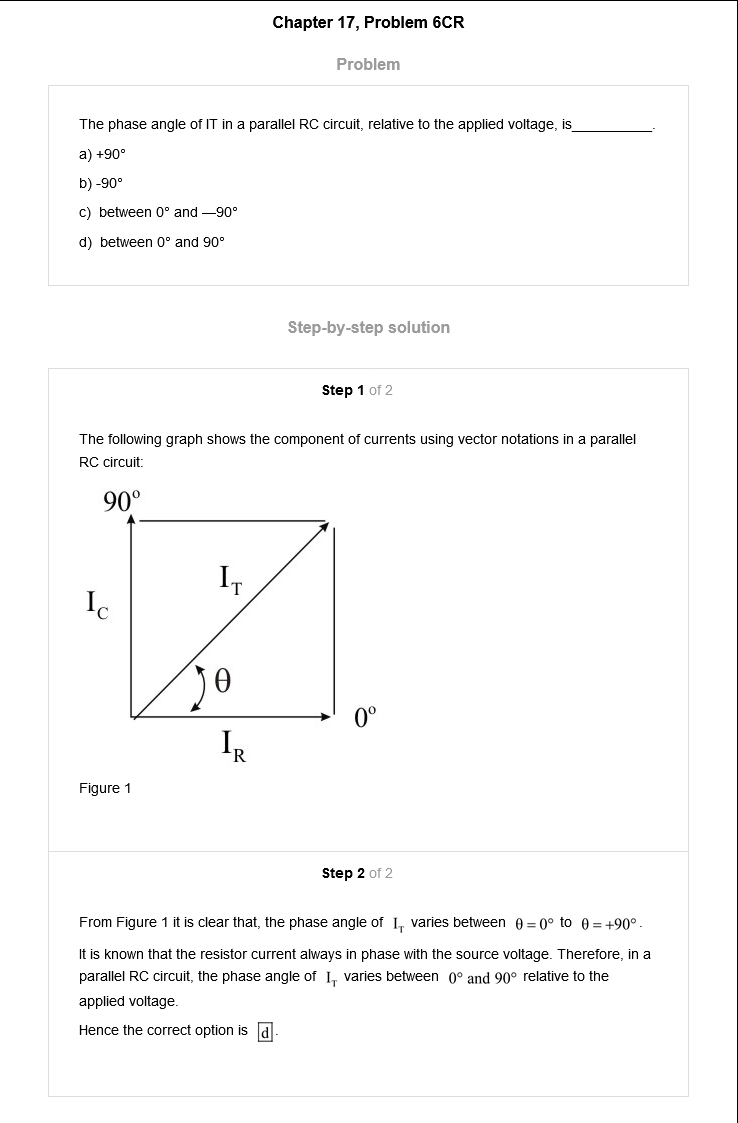 Chapter 17, Problem 6CR
Problem
The phase angle of IT in a parallel RC circuit, relative to the applied voltage, is__________.
a) +90°
b) -90°
c) between 0° and —90°
d) between 0° and 90°
Step-by-step solution
Step 1 of 2
The following graph shows the component of currents using vector notations in a parallel
RC circuit:
90°
I_T
I_C
θ
0°
I_R
Figure 1
Step 2 of 2
From Figure 1 it is clear that, the phase angle of I_T varies between θ = 0° to θ = +90°.
It is known that the resistor current always in phase with the source voltage. Therefore, in a
parallel RC circuit, the phase angle of I_T varies between 0° and 90° relative to the
applied voltage.
Hence the correct option is d.